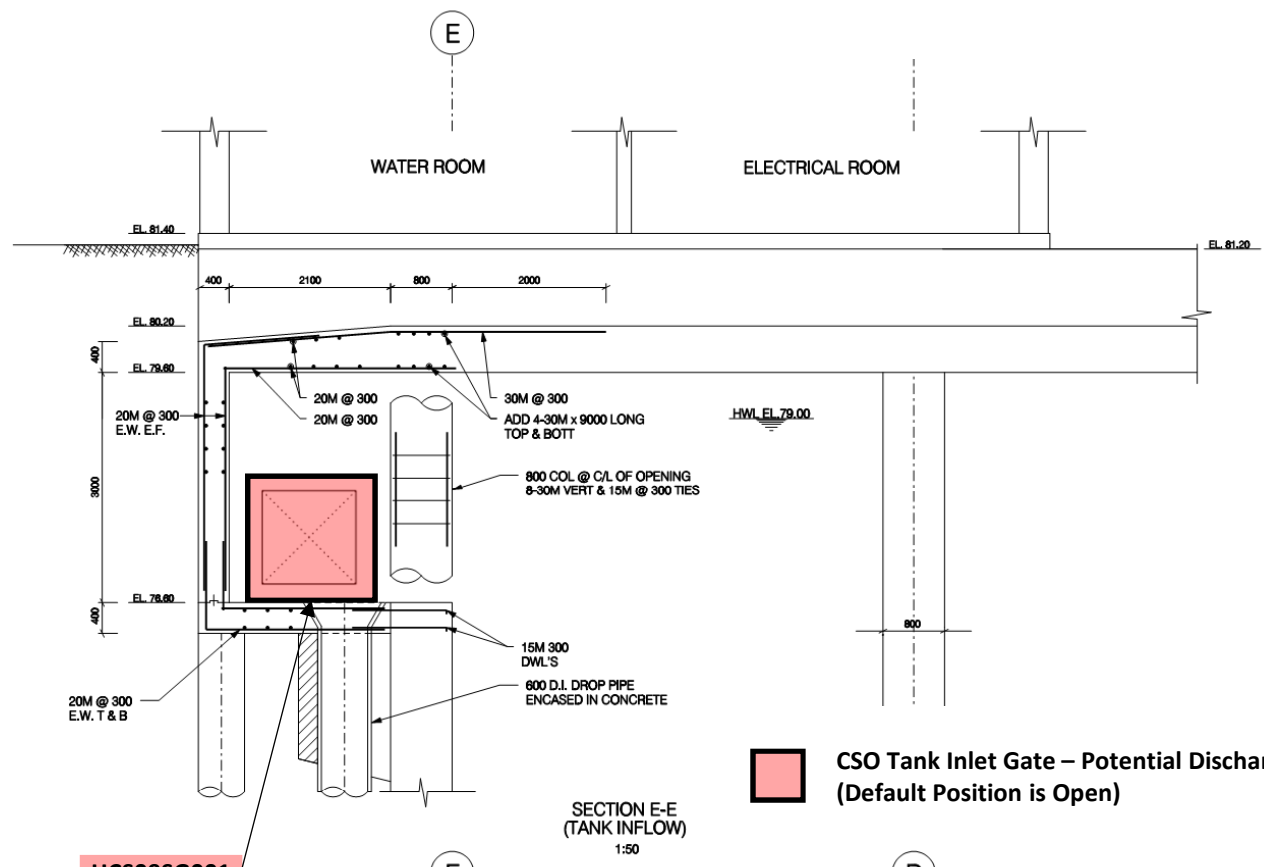 E
WATER ROOM
ELECTRICAL ROOM
EL. 81.40
EL. 81.20
400
2100
800
2000
EL. 80.20
400
EL. 79.60
20M @ 300
E.W. E.F.
20M @ 300
20M @ 300
30M @ 300
ADD 4-30M x 9000 LONG
TOP & BOTT
HWL EL.79.00
3000
800 COL @ C/L OF OPENING
8-30M VERT & 15M @ 300 TIES
EL. 76.60
400
800
15M 300
DWL'S
600 D.I. DROP PIPE
ENCASED IN CONCRETE
20M @ 300
E.W. T & B
CSO Tank Inlet Gate – Potential Dischar
(Default Position is Open)
SECTION E-E
(TANK INFLOW)
1:50